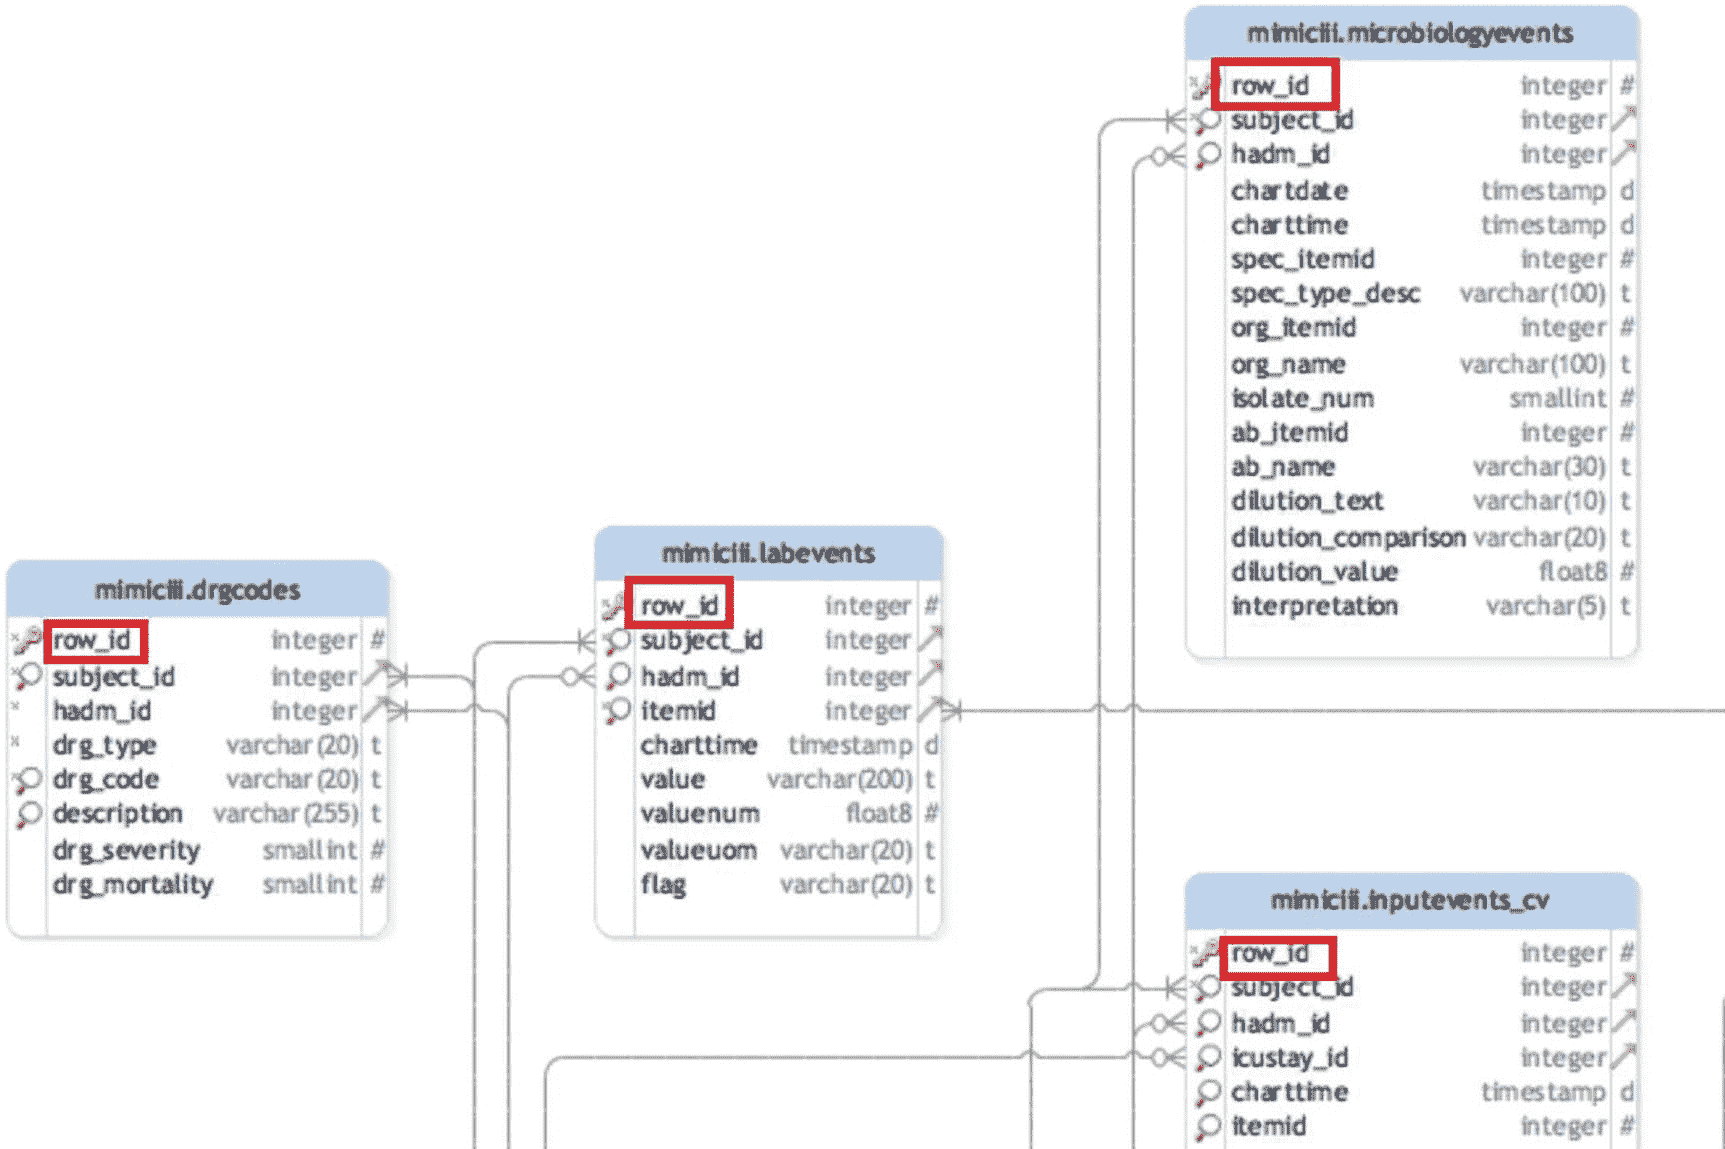 mimiciii.microbiologyevents
row_id integer #
subject_id integer
hadm_id integer
chartdate timestamp d
charttime timestamp d
spec_itemid integer #
spec_type_desc varchar(100) t
org_itemid integer #
org_name varchar(100) t
isolate_num smallint #
ab_itemid integer #
ab_name varchar(30) t
dilution_text varchar(10) t
dilution_comparison varchar(20) t
dilution_value float8 #
interpretation varchar(5) t
mimiciii.labevents
row_id integer #
subject_id integer
hadm_id integer
itemid integer
charttime timestamp d
value varchar(200) t
valuenum float8 #
valueuom varchar(20) t
flag varchar(20) t
mimiciii.drgcodes
row_id integer #
subject_id integer
hadm_id integer
drg_type varchar(20) t
drg_code varchar(20) t
description varchar(255) t
drg_severity smallint #
drg_mortality smallint #
mimiciii.inputevents_cv
row_id integer #
subject_id integer
hadm_id integer
icustay_id integer
charttime timestamp d
itemid integer #